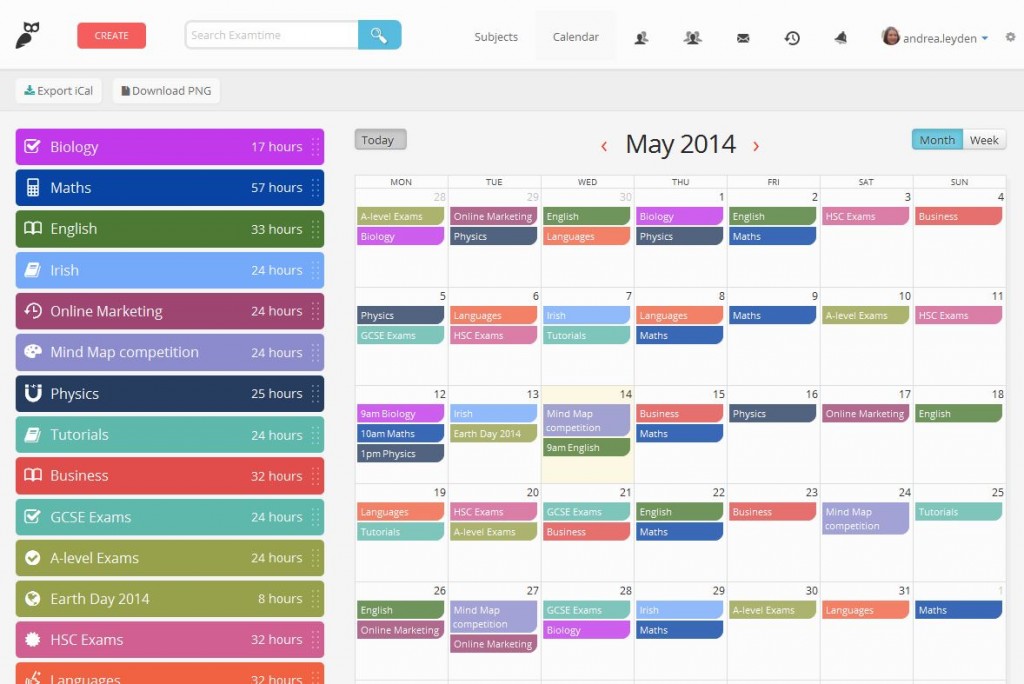 CREATE
Search Examtime
Subjects
Calendar
andrea.leyden
Export iCal
Download PNG
Biology 17 hours
Maths 57 hours
English 33 hours
Irish 24 hours
Online Marketing 24 hours
Mind Map competition 24 hours
Physics 25 hours
Tutorials 24 hours
Business 32 hours
GCSE Exams 24 hours
A-level Exams 24 hours
Earth Day 2014 8 hours
HSC Exams 32 hours
Languages 32 hours
Today
‹ May 2014 ›
Month Week
MON TUE WED THU FRI SAT SUN
28 29 30 1 2 3 4
A-level Exams Online Marketing English Biology English HSC Exams Business
Biology Physics Languages Physics Maths
5 6 7 8 9 10 11
Physics Languages Irish Languages Maths A-level Exams HSC Exams
GCSE Exams HSC Exams Tutorials Maths
12 13 14 15 16 17 18
9am Biology Irish Mind Map Business Physics Online Marketing English
competition
10am Maths Earth Day 2014 Maths
9am English
1pm Physics
19 20 21 22 23 24 25
Languages HSC Exams GCSE Exams English Business Mind Map Tutorials
competition
Tutorials A-level Exams Business Maths
26 27 28 29 30 31 1
English Mind Map GCSE Exams Irish A-level Exams Languages Maths
competition
Online Marketing Biology Maths
Online Marketing